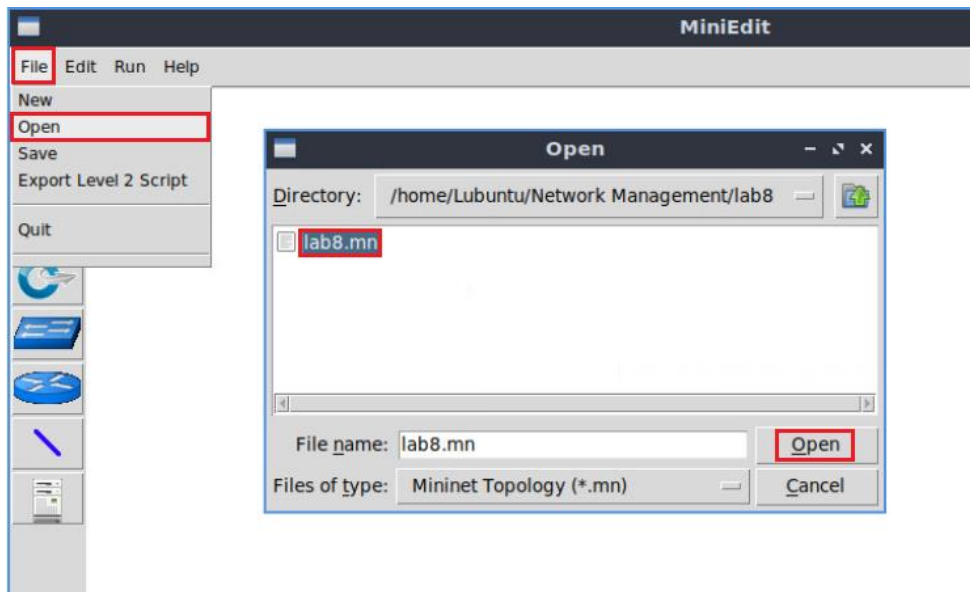 MiniEdit
File Edit Run Help
New
Open
Save
Export Level 2 Script
Quit
Open
Directory: /home/Lubuntu/Network Management/lab8
lab8.mn
File name: lab8.mn Open
Files of type: Mininet Topology (*.mn) Cancel